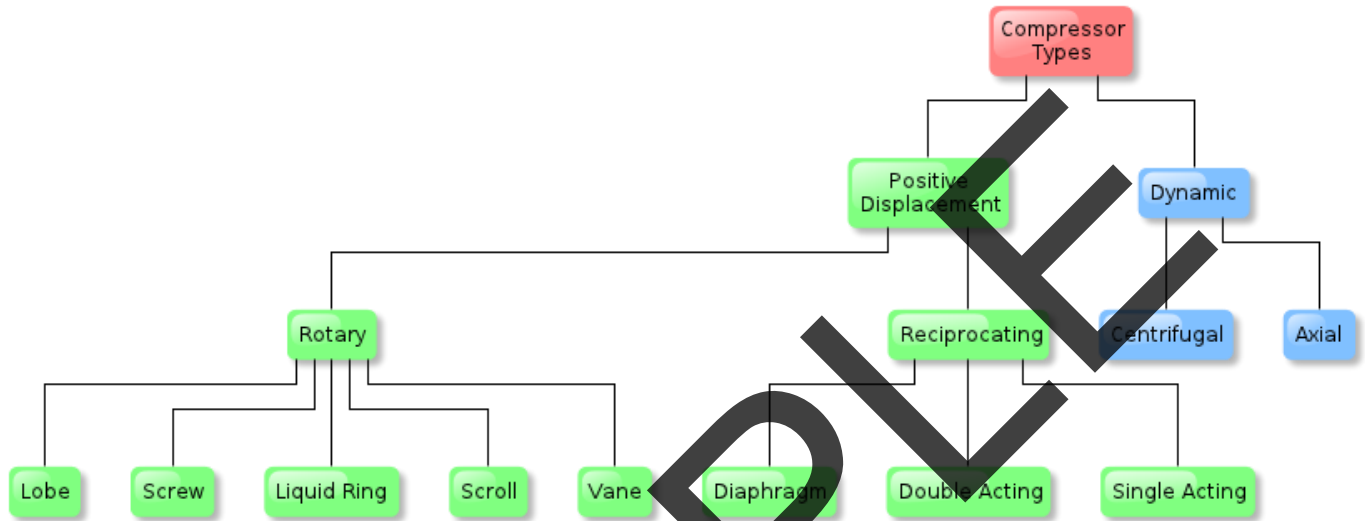 Compressor
Types
Positive
Displacement
Dynamic
Rotary
Reciprocating
Centrifugal
Axial
Lobe
Screw
Liquid Ring
Scroll
Vane
Diaphragm
Double Acting
Single Acting
PLE